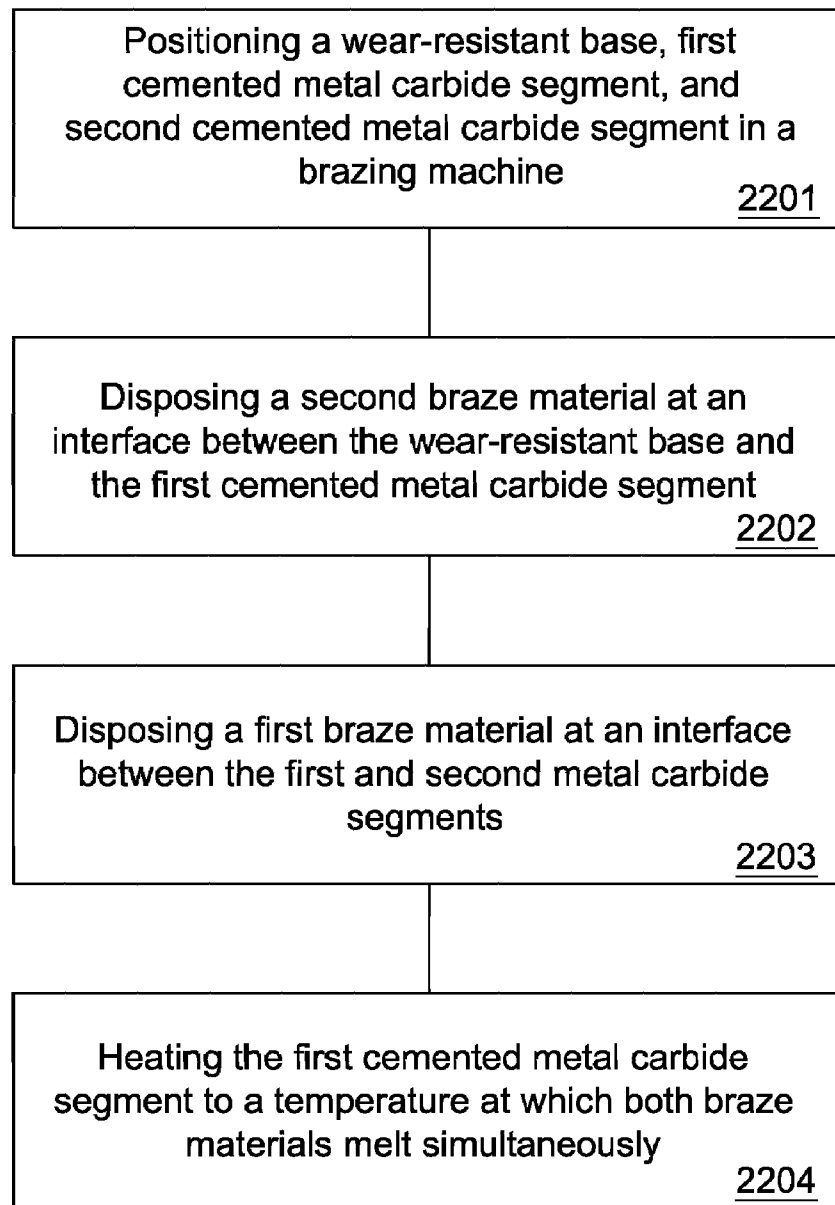 Positioning a wear-resistant base, first
cemented metal carbide segment, and
second cemented metal carbide segment in a
brazing machine
2201
Disposing a second braze material at an
interface between the wear-resistant base and
the first cemented metal carbide segment
2202
Disposing a first braze material at an interface
between the first and second metal carbide
segments
2203
Heating the first cemented metal carbide
segment to a temperature at which both braze
materials melt simultaneously
2204